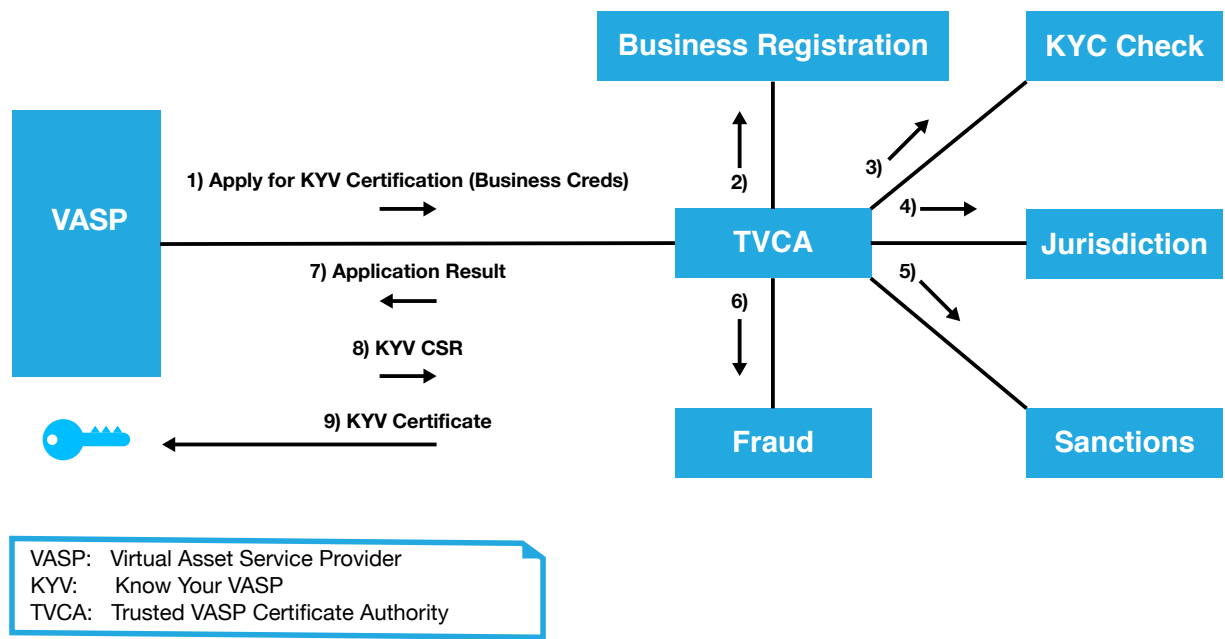 Business Registration
KYC Check
VASP
1) Apply for KYV Certification (Business Creds)
2)
3)
4)
TVCA
Jurisdiction
7) Application Result
5)
6)
8) KYV CSR
9) KYV Certificate
Fraud
Sanctions
VASP: Virtual Asset Service Provider
KYV: Know Your VASP
TVCA: Trusted VASP Certificate Authority